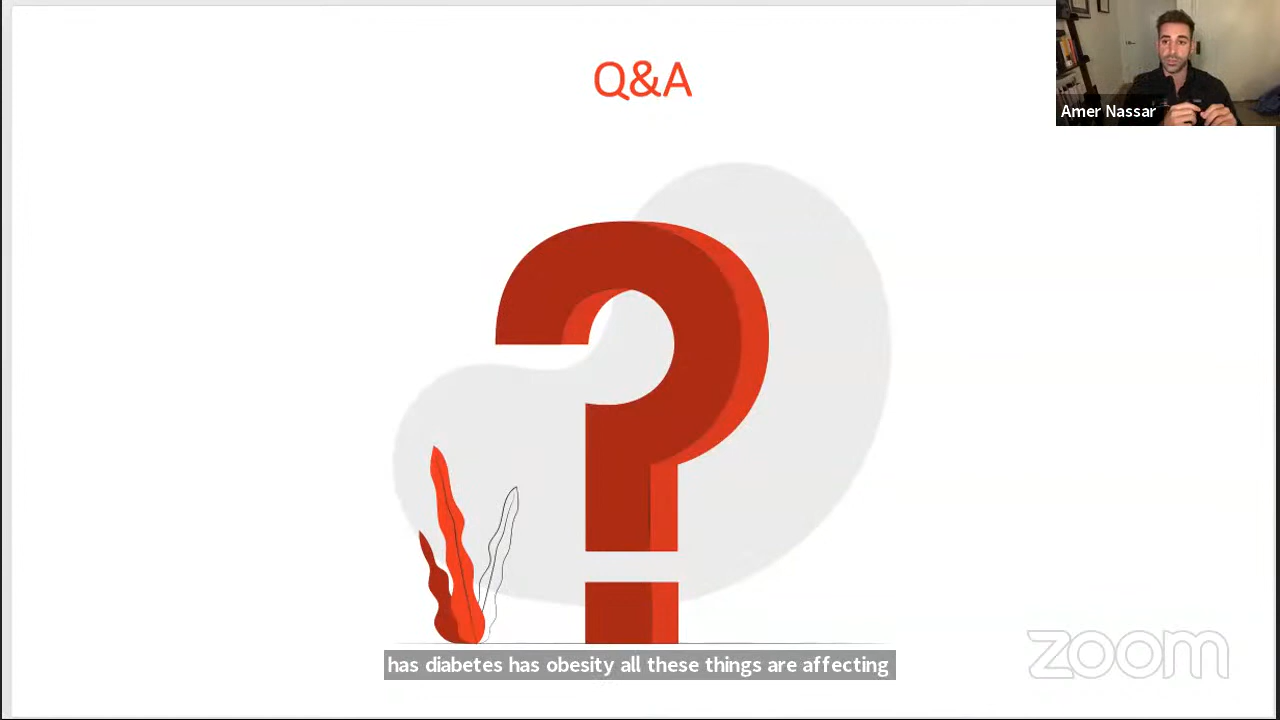 Q&A
Amer Nassar
has diabetes has obesity all these things are affecting
zoom